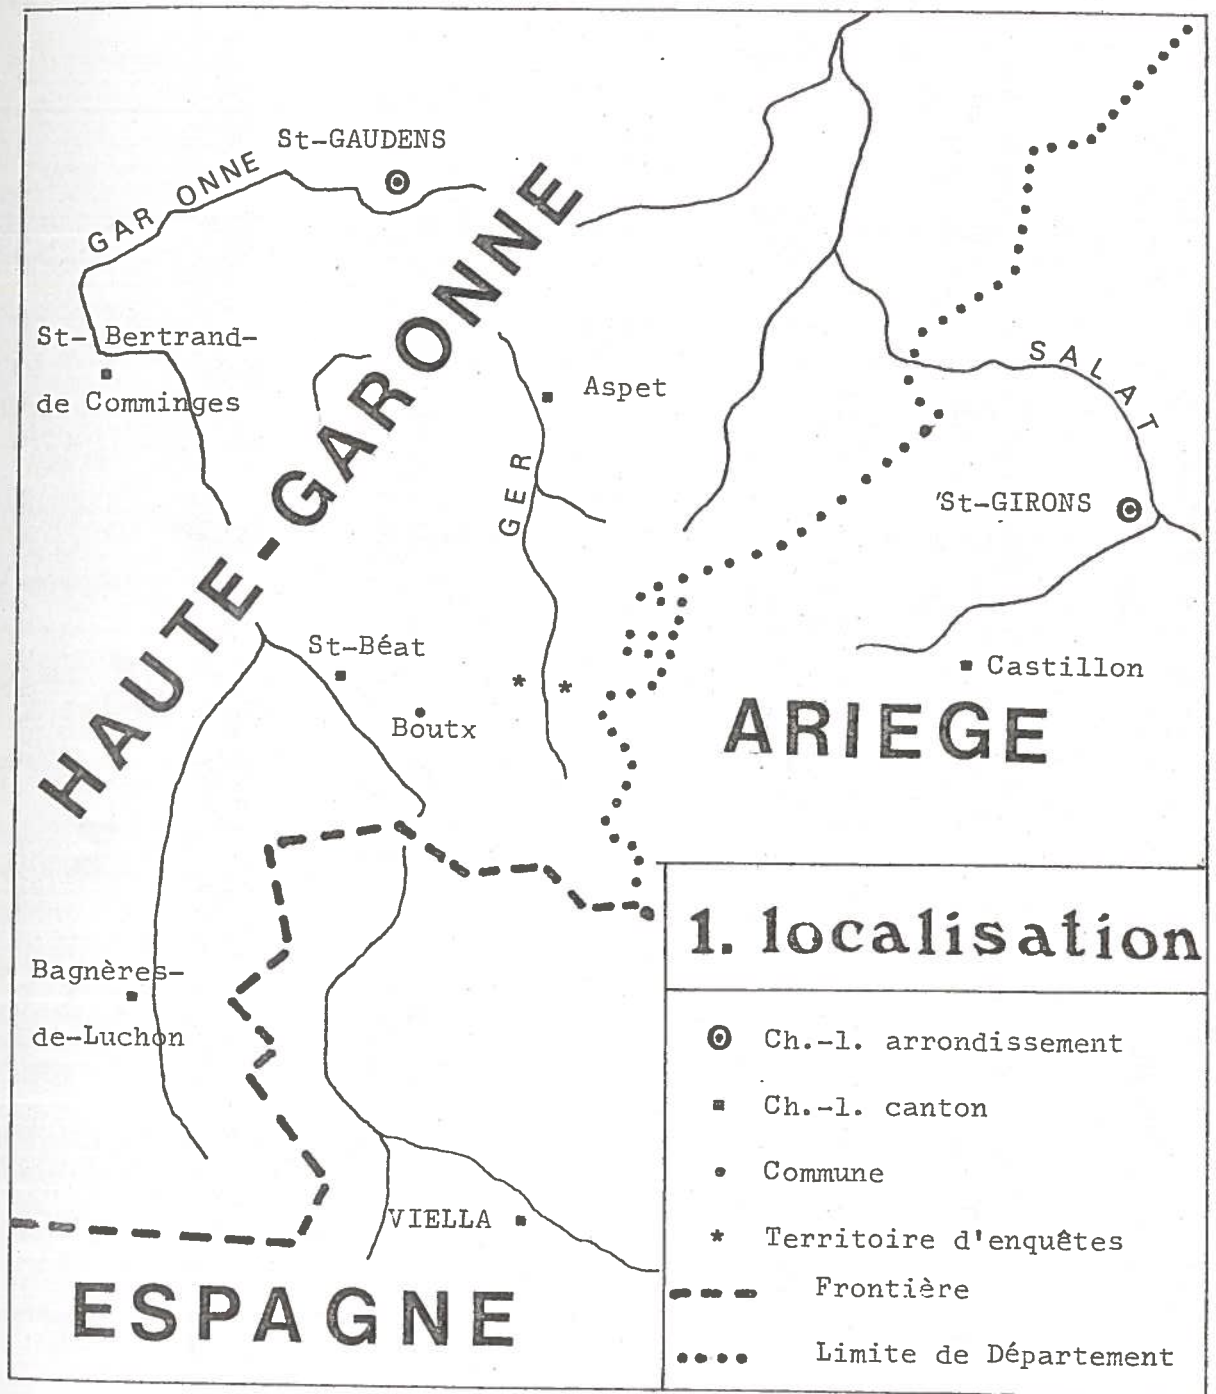 St-GAUDENS
GARONNE
HAUTE-GARONNE
St-Bertrand-
de Comminges
Aspet
SALAT
GER
St-GIRONS
St-Béat
Castillon
Boutx
ARIEGE
Bagnères-
de-Luchon
VIELLA
ESPAGNE
1. localisation
Ch.-l. arrondissement
Ch.-l. canton
Commune
* Territoire d'enquêtes
Frontière
Limite de Département